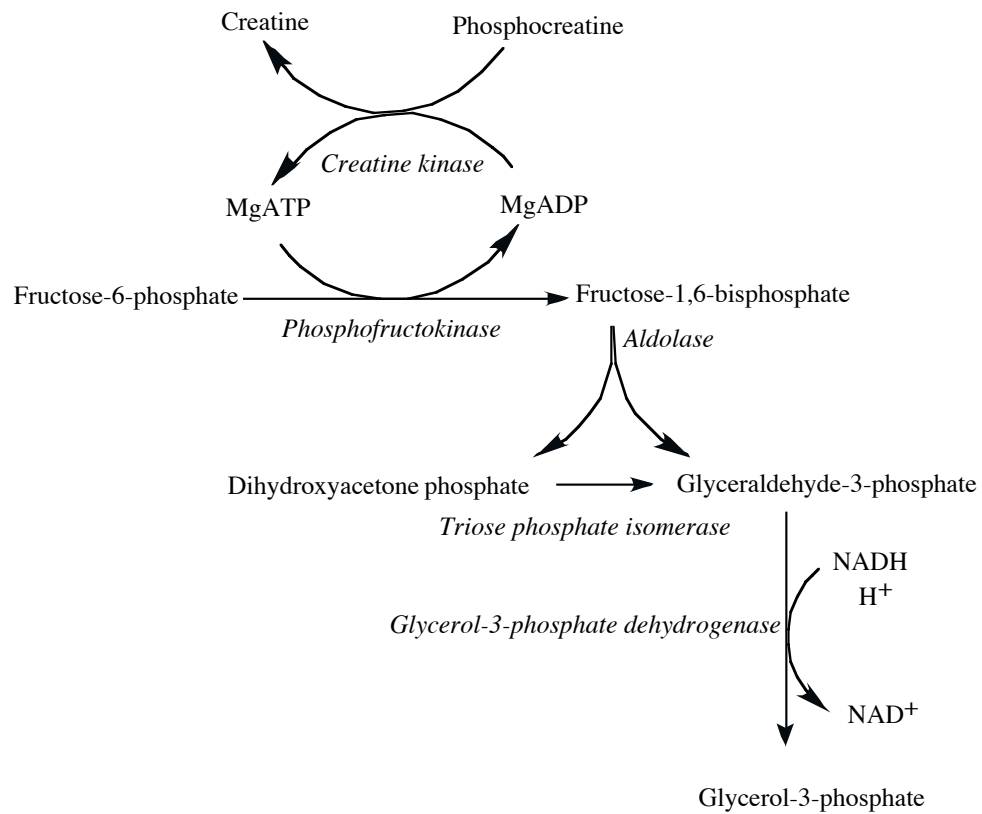 Creatine
Phosphocreatine
Creatine kinase
MgATP
MgADP
Fructose-6-phosphate
Fructose-1,6-bisphosphate
Phosphofructokinase
Aldolase
Dihydroxyacetone phosphate
Glyceraldehyde-3-phosphate
Triose phosphate isomerase
NADH
H+
Glycerol-3-phosphate dehydrogenase
NAD+
Glycerol-3-phosphate